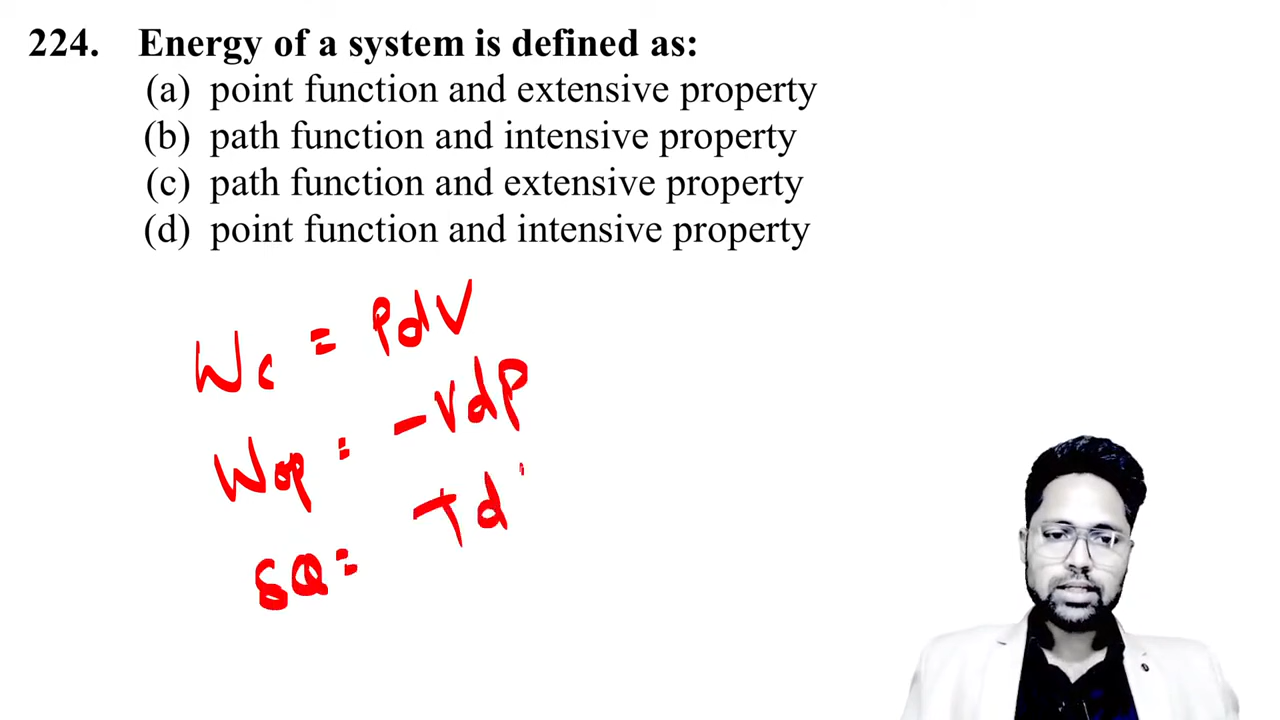 224. Energy of a system is defined as:
(a) point function and extensive property
(b) path function and intensive property
(c) path function and extensive property
(d) point function and intensive property
Wc = PdV
Wop = -VdP
δQ = Td